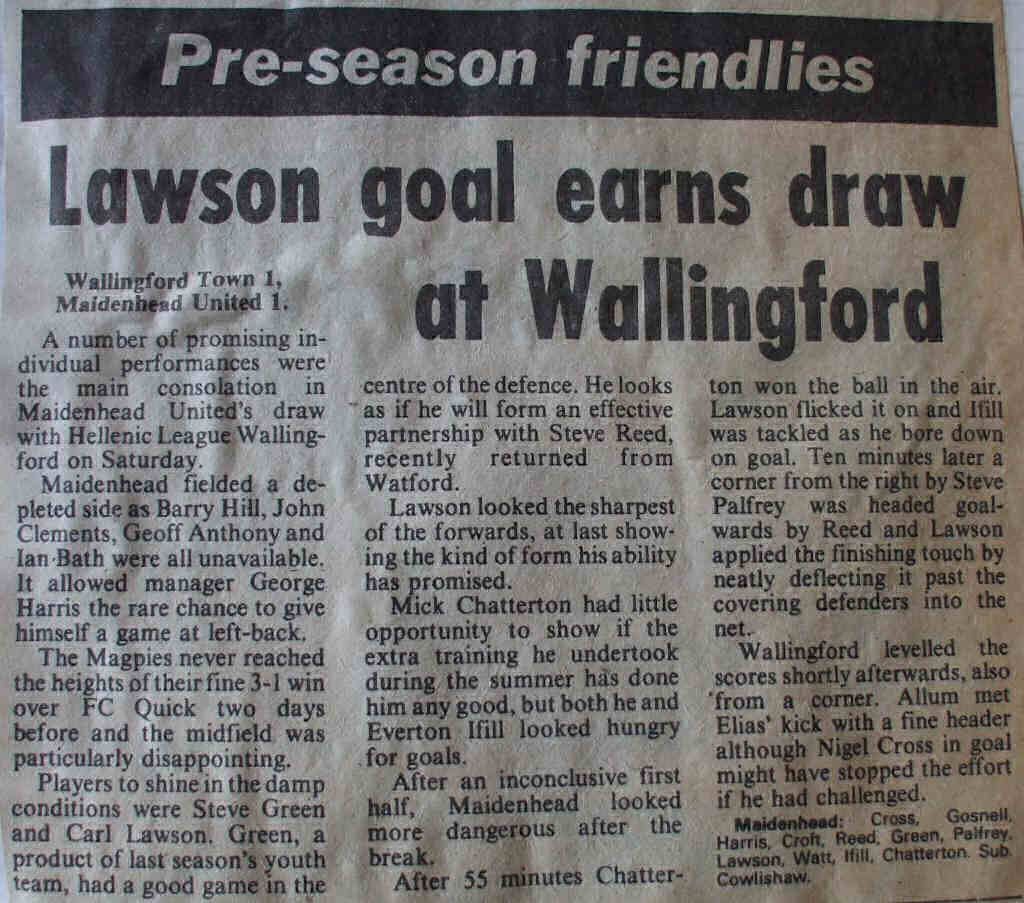 Pre-season friendlies
Lawson goal earns draw
at Wallingford
Wallingford Town 1,
Maidenhead United 1.
A number of promising in-
dividual performances were
the main consolation in
Maidenhead United's draw
with Hellenic League Walling-
ford on Saturday.
Maidenhead fielded a de-
pleted side as Barry Hill, John
Clements, Geoff Anthony and
Ian Bath were all unavailable.
It allowed manager George
Harris the rare chance to give
himself a game at left-back.
The Magpies never reached
the heights of their fine 3-1 win
over FC Quick two days
before and the midfield was
particularly disappointing.
Players to shine in the damp
conditions were Steve Green
and Carl Lawson. Green, a
product of last season's youth
team, had a good game in the
centre of the defence. He looks
as if he will form an effective
partnership with Steve Reed,
recently returned from
Watford.
Lawson looked the sharpest
of the forwards, at last show-
ing the kind of form his ability
has promised.
Mick Chatterton had little
opportunity to show if the
extra training he undertook
during the summer has done
him any good, but both he and
Everton Ifill looked hungry
for goals.
After an inconclusive first
half, Maidenhead looked
more dangerous after the
break.
After 55 minutes Chatter-
ton won the ball in the air.
Lawson flicked it on and Ifill
was tackled as he bore down
on goal. Ten minutes later a
corner from the right by Steve
Palfrey was headed goal-
wards by Reed and Lawson
applied the finishing touch by
neatly deflecting it past the
covering defenders into the
net.
Wallingford levelled the
scores shortly afterwards, also
from a corner. Allum met
Elias' kick with a fine header
although Nigel Cross in goal
might have stopped the effort
if he had challenged.
Maidenhead: Cross, Gosnell,
Harris, Croft, Reed, Green, Palfrey,
Lawson, Watt, Ifill, Chatterton. Sub.
Cowlishaw.